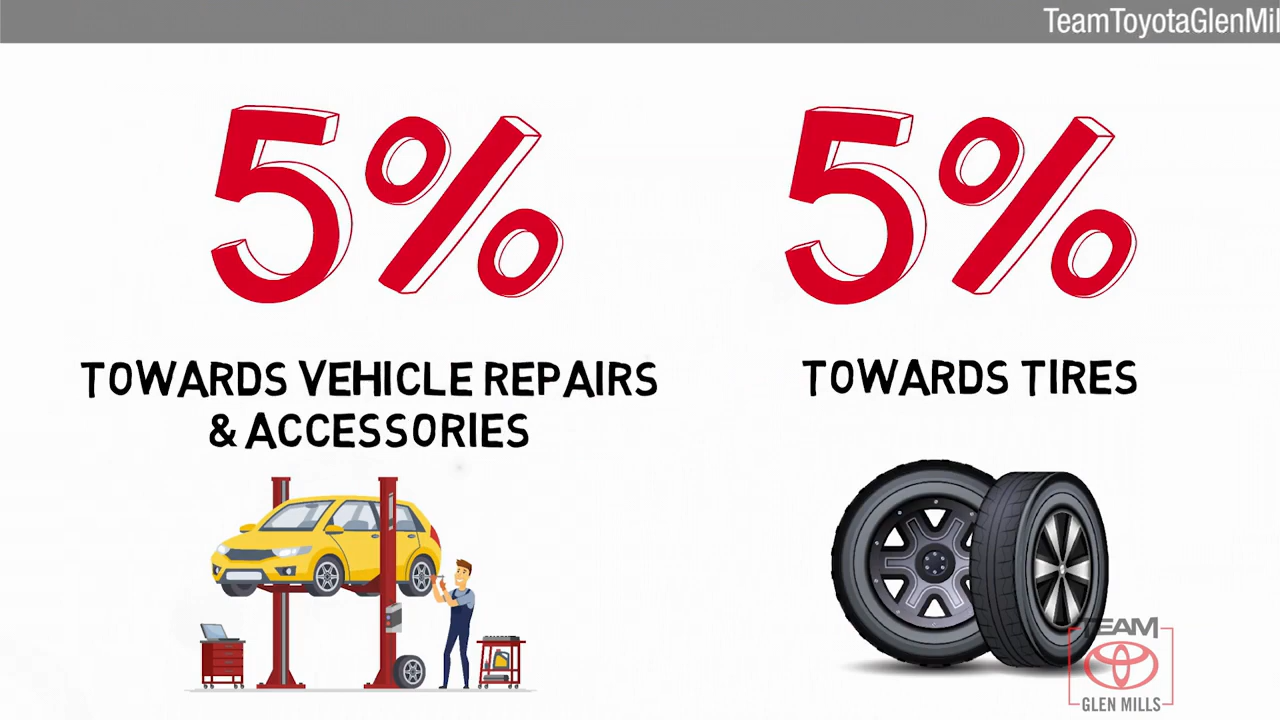 TeamToyotaGlenMil
5% 5%
TOWARDS VEHICLE REPAIRS
& ACCESSORIES
TOWARDS TIRES
TEAM
GLEN MILLS